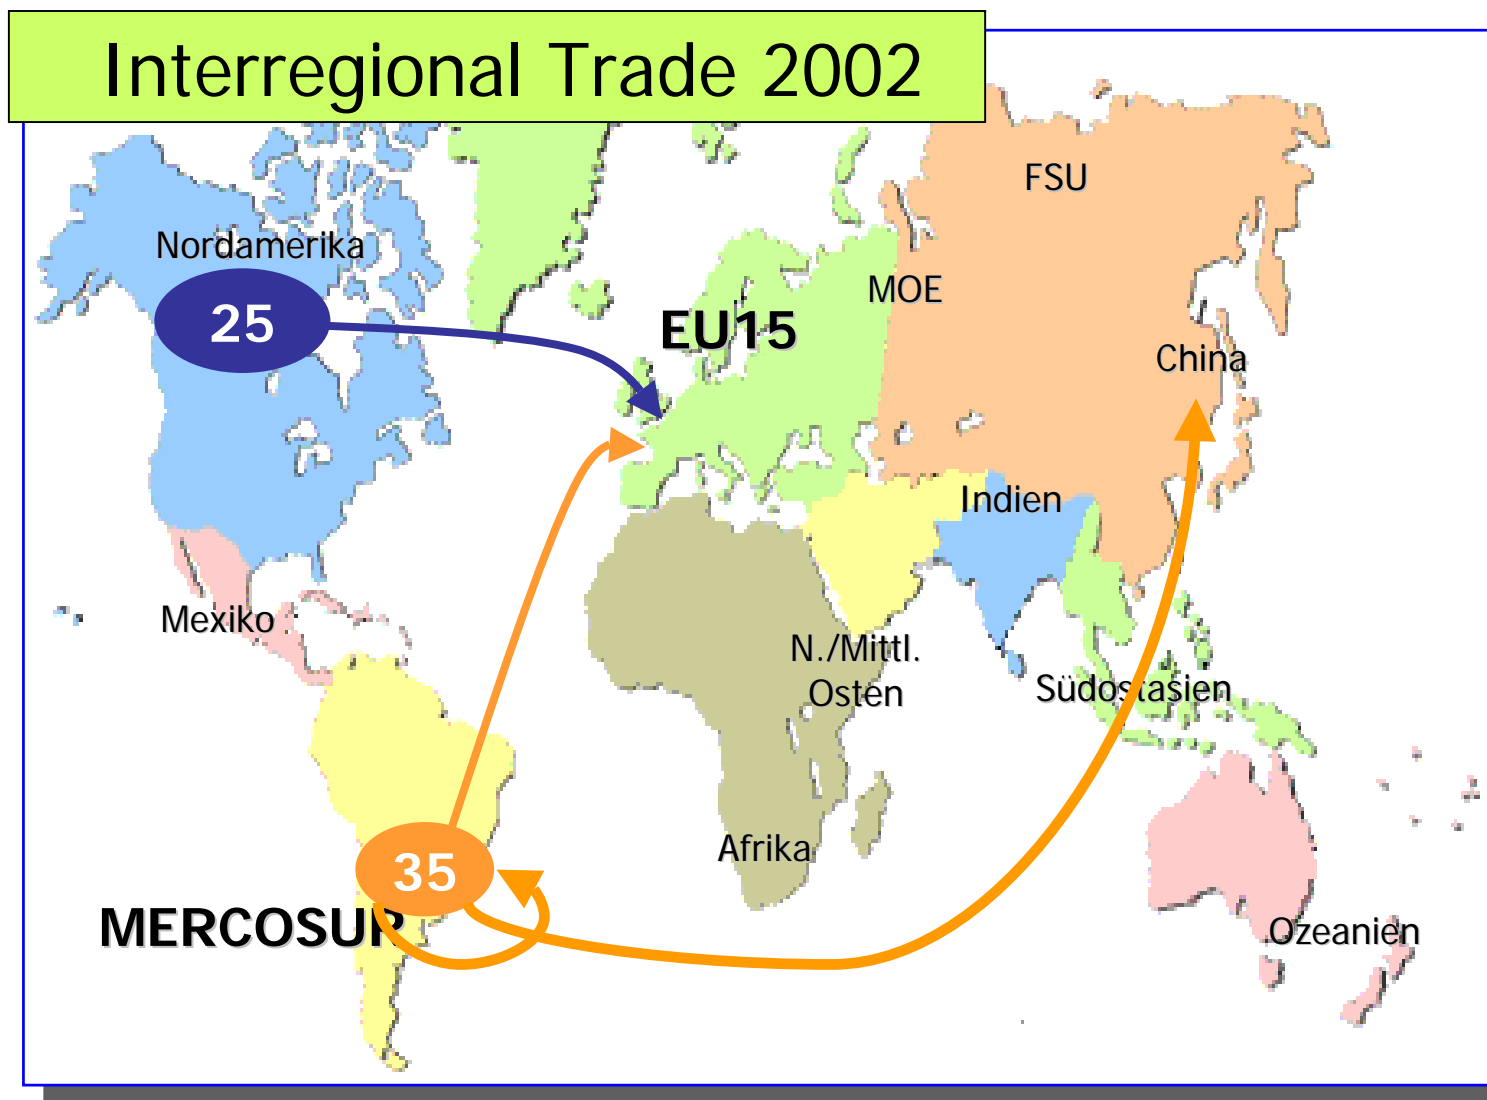 Interregional Trade 2002
FSU
Nordamerika
MOE
25
EU15
China
Indien
Mexiko
N./Mittl.
Osten
Südostasien
Afrika
35
MERCOSUR
Ozeanien